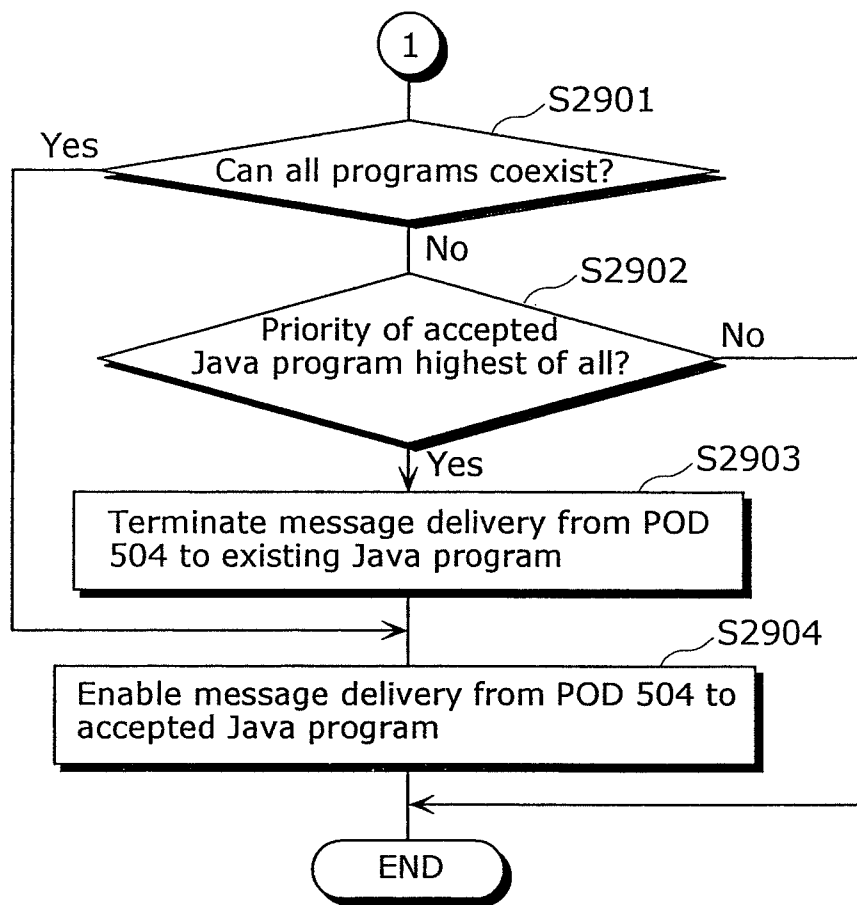 1
S2901
Yes
Can all programs coexist?
No
S2902
Priority of accepted
Java program highest of all?
No
Yes
S2903
Terminate message delivery from POD
504 to existing Java program
S2904
Enable message delivery from POD 504 to
accepted Java program
END